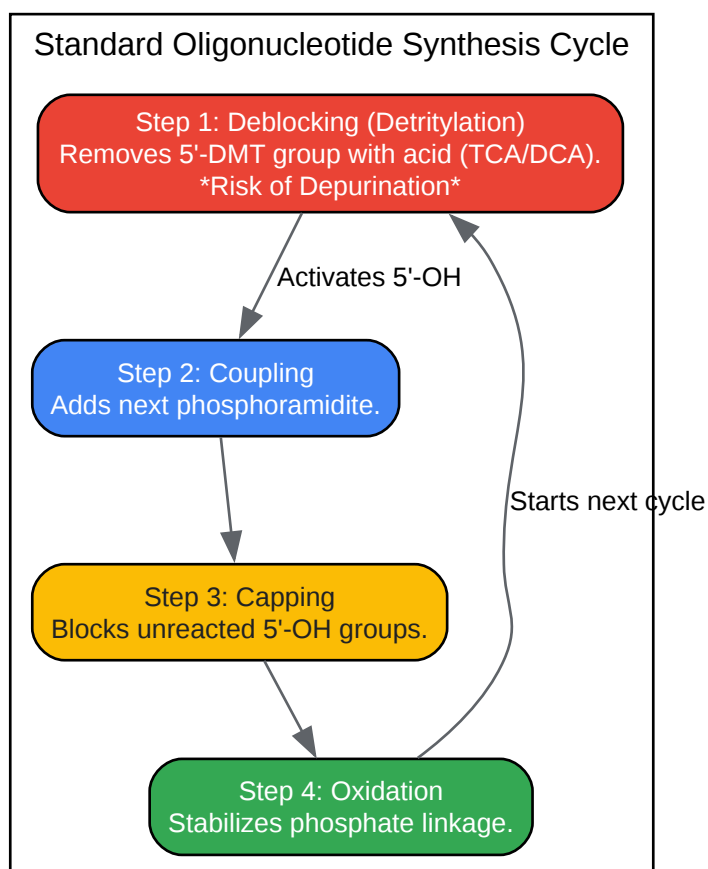 Standard Oligonucleotide Synthesis Cycle
Step 1: Deblocking (Detritylation)
Removes 5'-DMT group with acid (TCA/DCA).
*Risk of Depurination*
Activates 5'-OH
Step 2: Coupling
Adds next phosphoramidite.
Starts next cycle
Step 3: Capping
Blocks unreacted 5'-OH groups.
Step 4: Oxidation
Stabilizes phosphate linkage.